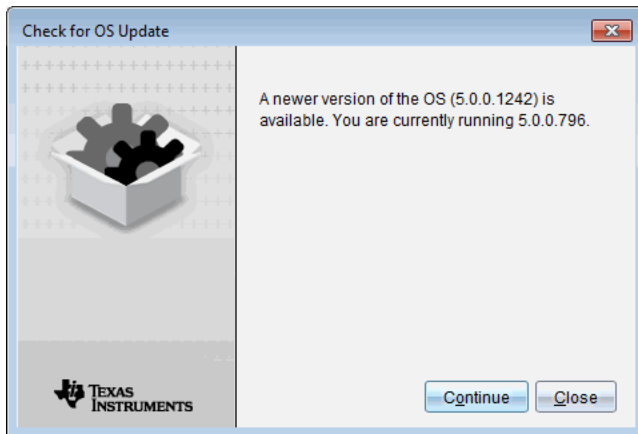 Check for OS Update
A newer version of the OS (5.0.0.1242) is
available. You are currently running 5.0.0.796.
TEXAS
INSTRUMENTS
Continue
Close